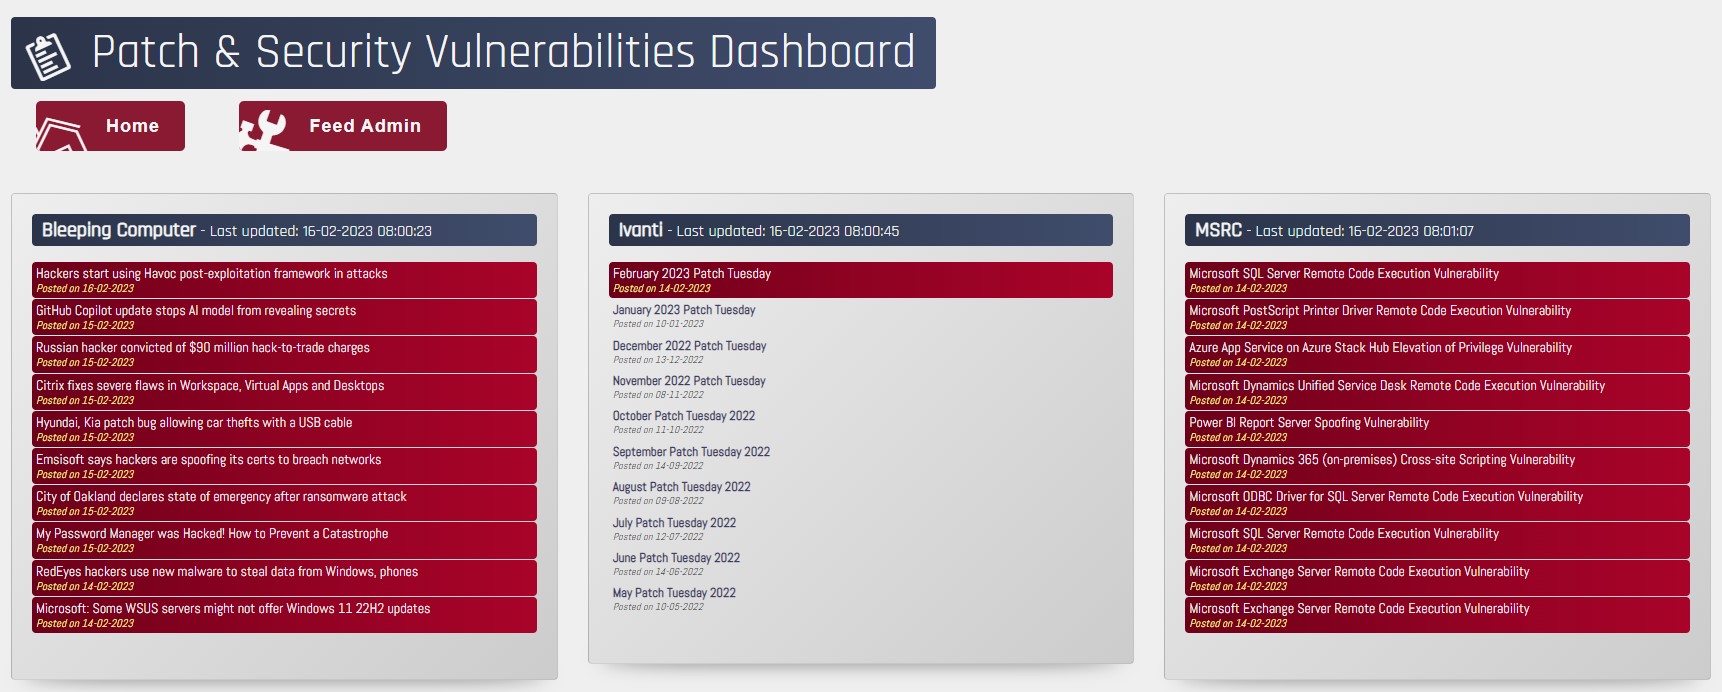 Patch & Security Vulnerabilities Dashboard
Home
Feed Admin
Bleeping Computer - Last updated: 16-02-2023 08:00:23
Hackers start using Havoc post-exploitation framework in attacks
Posted on 16-02-2023
GitHub Copilot update stops AI model from revealing secrets
Posted on 15-02-2023
Russian hacker convicted of $90 million hack-to-trade charges
Posted on 15-02-2023
Citrix fixes severe flaws in Workspace, Virtual Apps and Desktops
Posted on 15-02-2023
Hyundai, Kia patch bug allowing car thefts with a USB cable
Posted on 15-02-2023
Emsisoft says hackers are spoofing its certs to breach networks
Posted on 15-02-2023
City of Oakland declares state of emergency after ransomware attack
Posted on 15-02-2023
My Password Manager was Hacked! How to Prevent a Catastrophe
Posted on 15-02-2023
RedEyes hackers use new malware to steal data from Windows, phones
Posted on 14-02-2023
Microsoft: Some WSUS servers might not offer Windows 11 22H2 updates
Posted on 14-02-2023
Ivanti - Last updated: 16-02-2023 08:00:45
February 2023 Patch Tuesday
Posted on 14-02-2023
January 2023 Patch Tuesday
Posted on 10-01-2023
December 2022 Patch Tuesday
Posted on 13-12-2022
November 2022 Patch Tuesday
Posted on 08-11-2022
October Patch Tuesday 2022
Posted on 11-10-2022
September Patch Tuesday 2022
Posted on 14-09-2022
August Patch Tuesday 2022
Posted on 09-08-2022
July Patch Tuesday 2022
Posted on 12-07-2022
June Patch Tuesday 2022
Posted on 14-06-2022
May Patch Tuesday 2022
Posted on 10-05-2022
MSRC - Last updated: 16-02-2023 08:01:07
Microsoft SQL Server Remote Code Execution Vulnerability
Posted on 14-02-2023
Microsoft PostScript Printer Driver Remote Code Execution Vulnerability
Posted on 14-02-2023
Azure App Service on Azure Stack Hub Elevation of Privilege Vulnerability
Posted on 14-02-2023
Microsoft Dynamics Unified Service Desk Remote Code Execution Vulnerability
Posted on 14-02-2023
Power BI Report Server Spoofing Vulnerability
Posted on 14-02-2023
Microsoft Dynamics 365 (on-premises) Cross-site Scripting Vulnerability
Posted on 14-02-2023
Microsoft ODBC Driver for SQL Server Remote Code Execution Vulnerability
Posted on 14-02-2023
Microsoft SQL Server Remote Code Execution Vulnerability
Posted on 14-02-2023
Microsoft Exchange Server Remote Code Execution Vulnerability
Posted on 14-02-2023
Microsoft Exchange Server Remote Code Execution Vulnerability
Posted on 14-02-2023